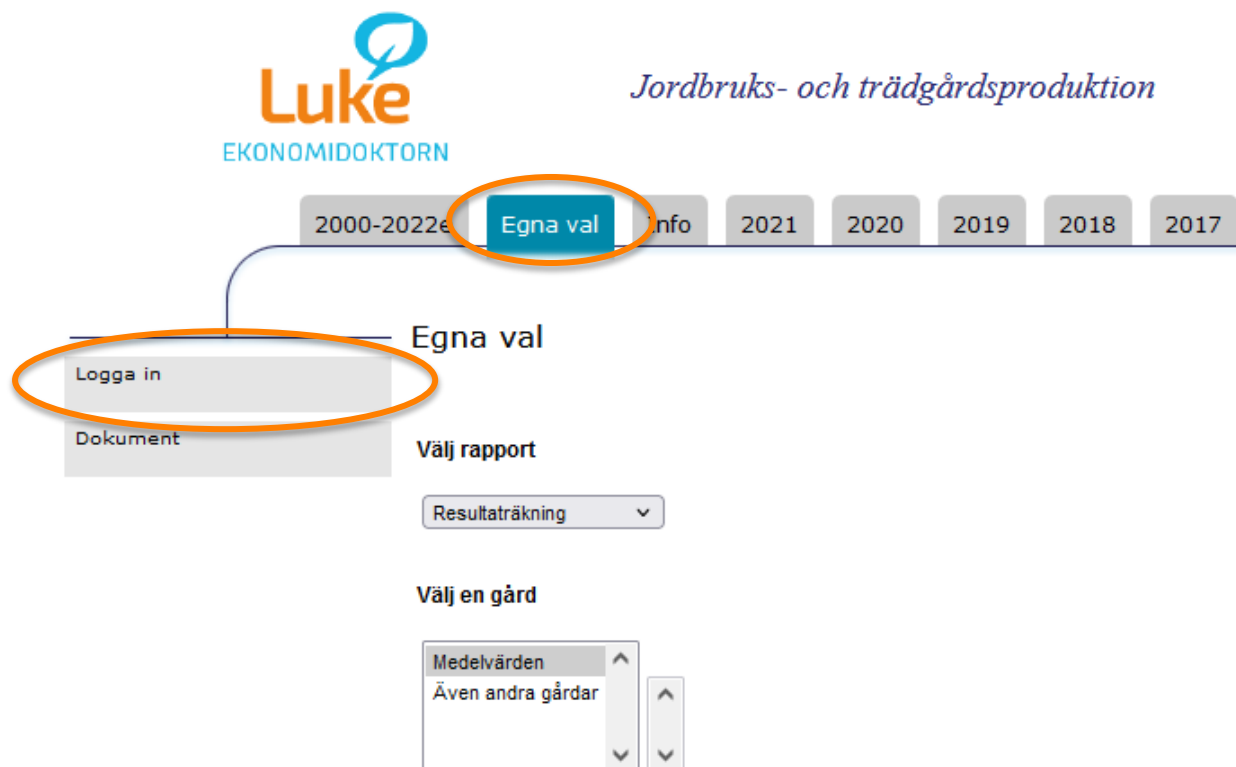 Luke
EKONOMIDOKTORN
Jordbruks- och trädgårdsproduktion
2000-2022e Egna val Info 2021 2020 2019 2018 2017
Egna val
Logga in
Dokument
Välj rapport
Resultaträkning
Välj en gård
Medelvärden
Även andra gårdar